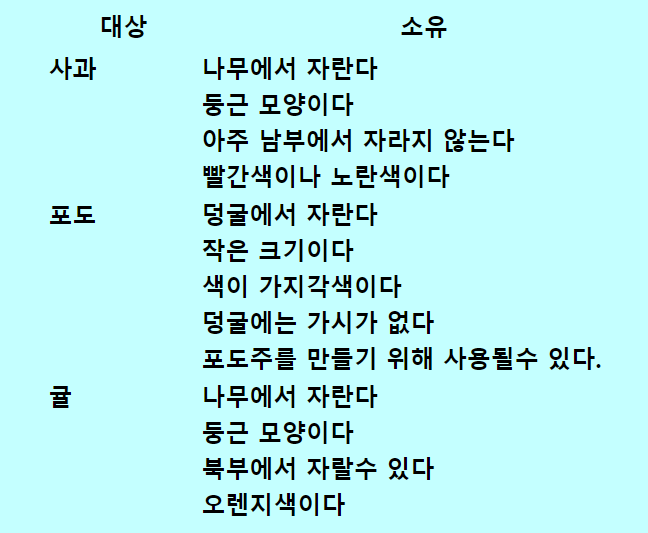 대상 소유
사과 나무에서 자란다
둥근 모양이다
아주 남부에서 자라지 않는다
빨간색이나 노란색이다
포도 덩굴에서 자란다
작은 크기이다
색이 가지각색이다
덩굴에는 가시가 없다
포도주를 만들기 위해 사용될수 있다.
귤 나무에서 자란다
둥근 모양이다
북부에서 자랄수 있다
오렌지색이다